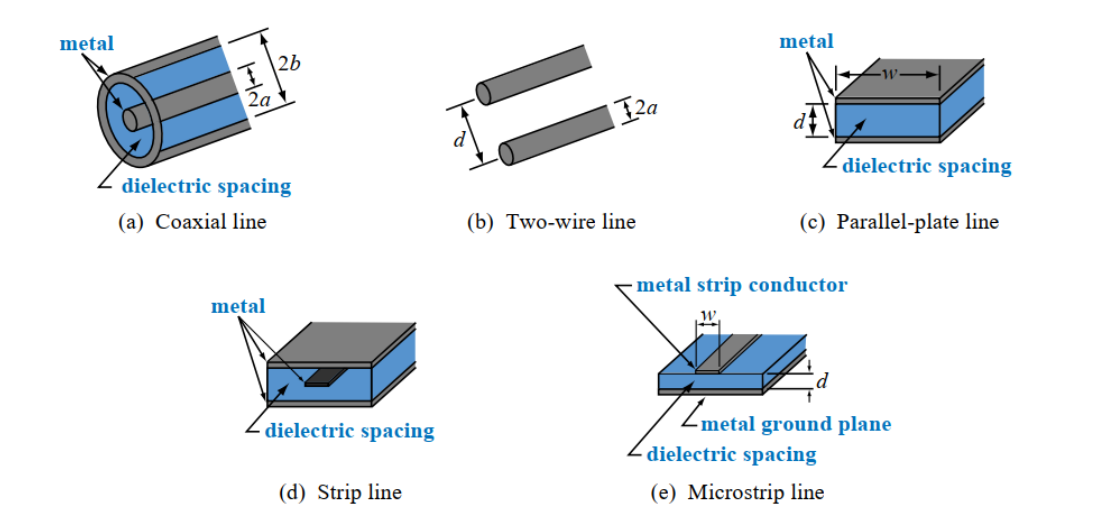 metal
2b
2a
dielectric spacing
(a) Coaxial line
2a
d
(b) Two-wire line
metal
w
d
dielectric spacing
(c) Parallel-plate line
metal
dielectric spacing
(d) Strip line
metal strip conductor
w
d
metal ground plane
dielectric spacing
(e) Microstrip line